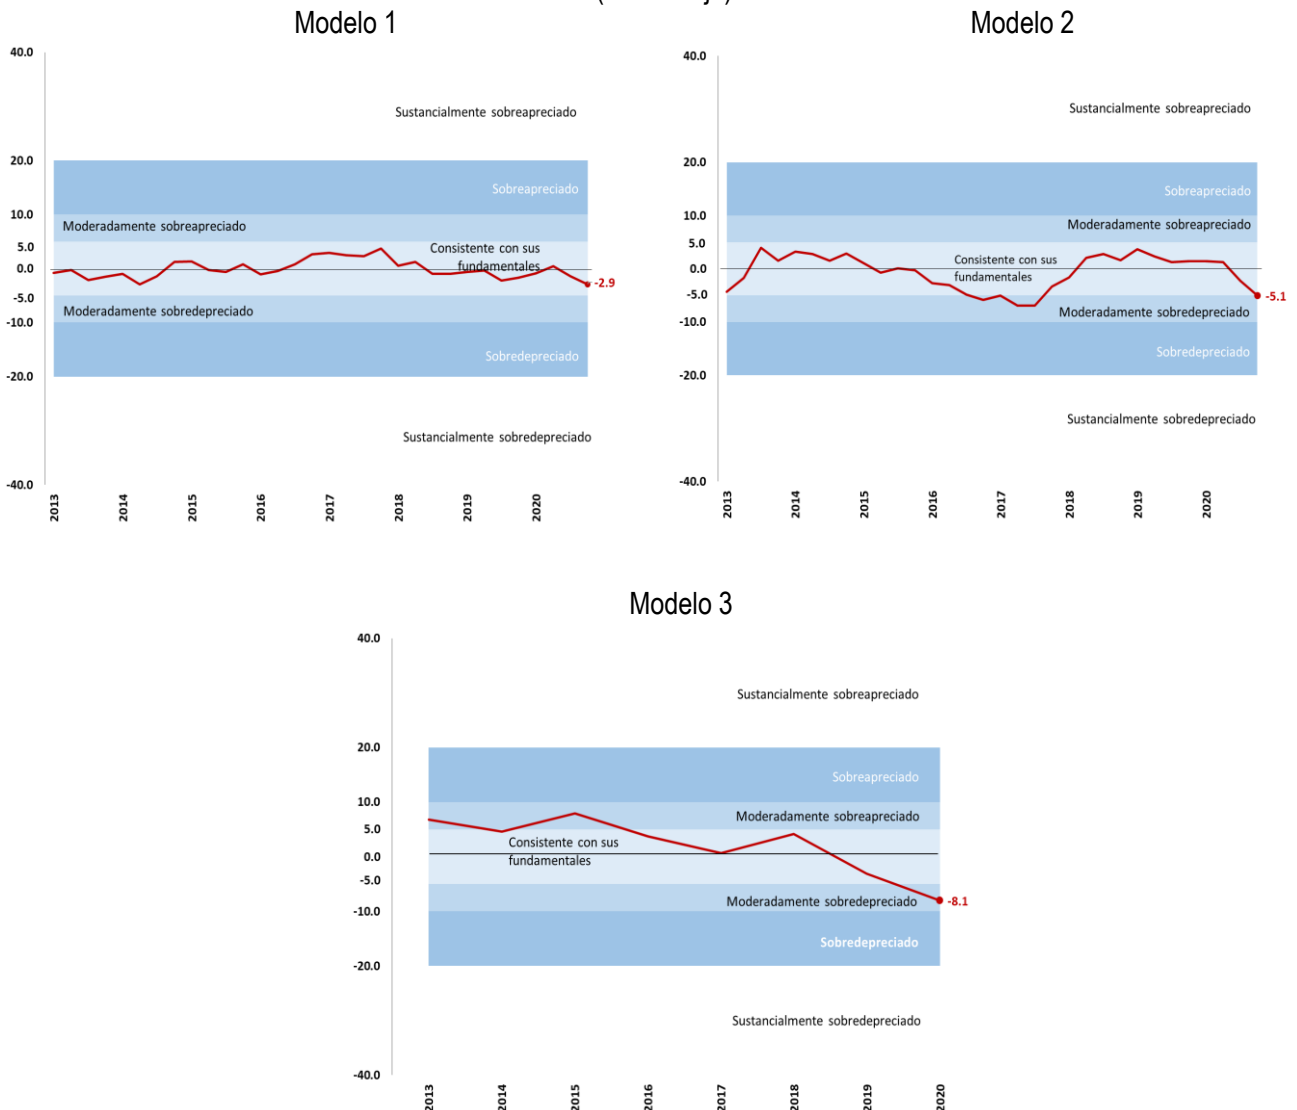 Modelo 1
40.0
Sustancialmente sobreapreciado
20.0
Sobreapreciado
10.0
Moderadamente sobreapreciado
5.0
Consistente con sus
fundamentales
0.0
-2.9
-5.0
Moderadamente sobredepreciado
-10.0
Sobredepreciado
-20.0
Sustancialmente sobredepreciado
-40.0
2013 2014 2015 2016 2017 2018 2019 2020
Modelo 2
40.0
Sustancialmente sobreapreciado
20.0
Sobreapreciado
10.0
Moderadamente sobreapreciado
5.0
Consistente con sus
fundamentales
0.0
-5.0
-5.1
Moderadamente sobredepreciado
-10.0
Sobredepreciado
-20.0
Sustancialmente sobredepreciado
-40.0
2013 2014 2015 2016 2017 2018 2019 2020
Modelo 3
40.0
Sustancialmente sobreapreciado
20.0
Sobreapreciado
10.0
Moderadamente sobreapreciado
5.0
Consistente con sus
fundamentales
0.0
-5.0
Moderadamente sobredepreciado
-8.1
-10.0
Sobredepreciado
-20.0
Sustancialmente sobredepreciado
-40.0
2013 2014 2015 2016 2017 2018 2019 2020